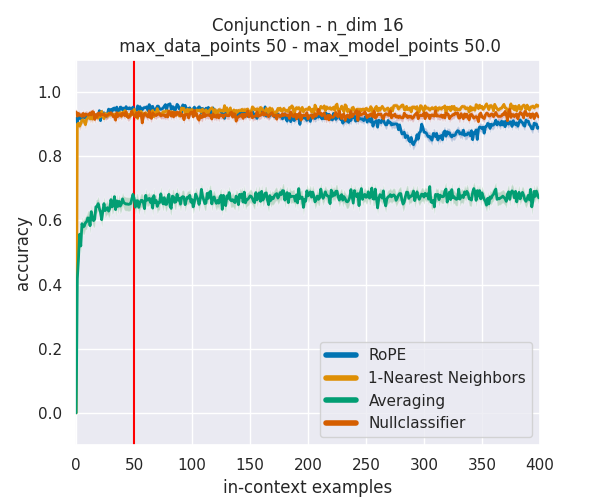 Conjunction - n_dim 16
max_data_points 50 - max_model_points 50.0
accuracy
1.0
0.8
0.6
0.4
0.2
0.0
RoPE
1-Nearest Neighbors
Averaging
Nullclassifier
0 50 100 150 200 250 300 350 400
in-context examples